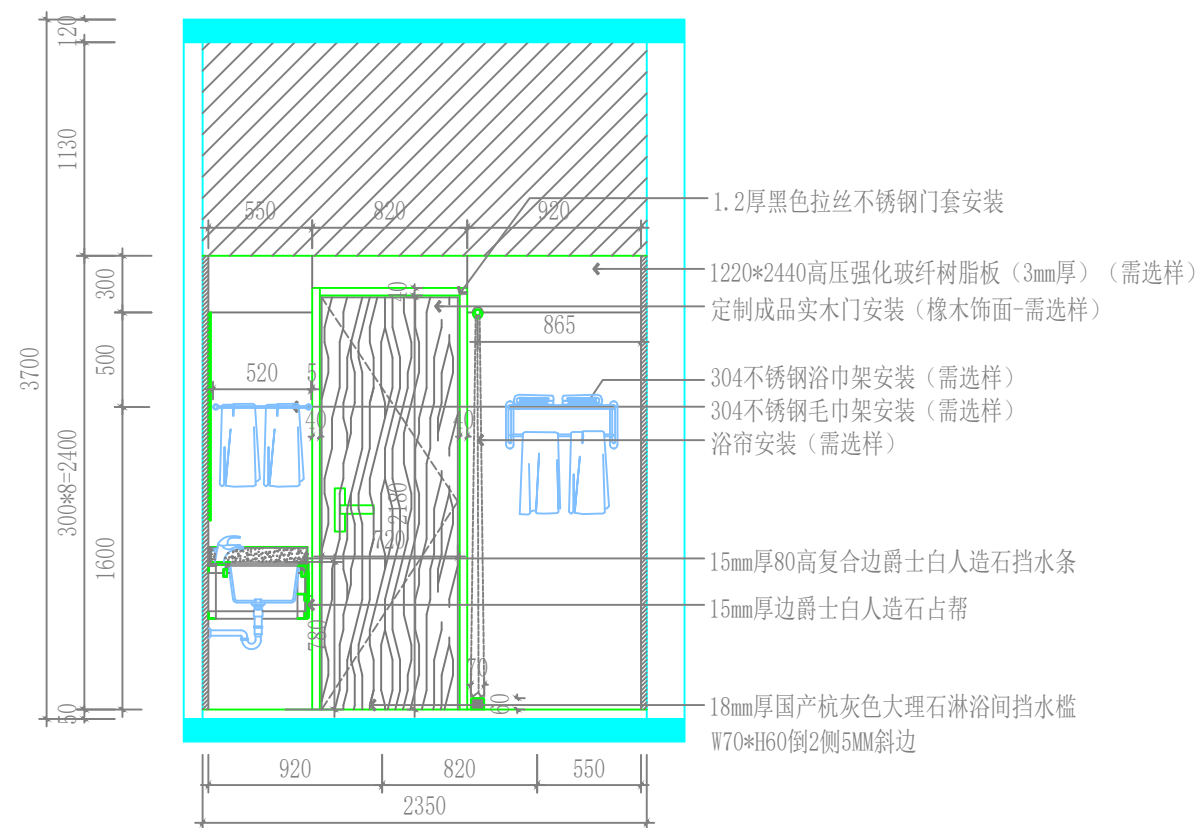 120
1130
550
820
920
1.2厚黑色拉丝不锈钢门套安装
1220*2440高压强化玻纤树脂板（3mm厚）（需选样）
300
40
定制成品实木门安装（橡木饰面-需选样）
865
3700
500
520
5
304不锈钢浴巾架安装（需选样）
304不锈钢毛巾架安装（需选样）
40
40
浴帘安装（需选样）
300*8=2400
2180
720
1600
15mm厚80高复合边爵士白人造石挡水条
15mm厚边爵士白人造石占帮
780
70
60
18mm厚国产杭灰色大理石淋浴间挡水槛
W70*H60倒2侧5MM斜边
50
920
820
550
2350